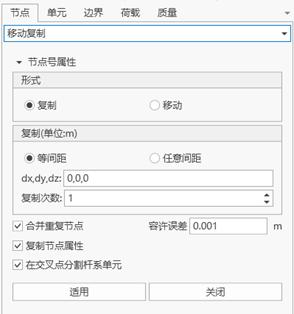 节点 单元 边界 荷载 质量
移动复制
节点号属性
形式
复制 移动
复制(单位:m)
等间距 任意间距
dx,dy,dz: 0,0,0
复制次数: 1
合并重复节点 容许误差 0.001 m
复制节点属性
在交叉点分割杆系单元
适用 关闭